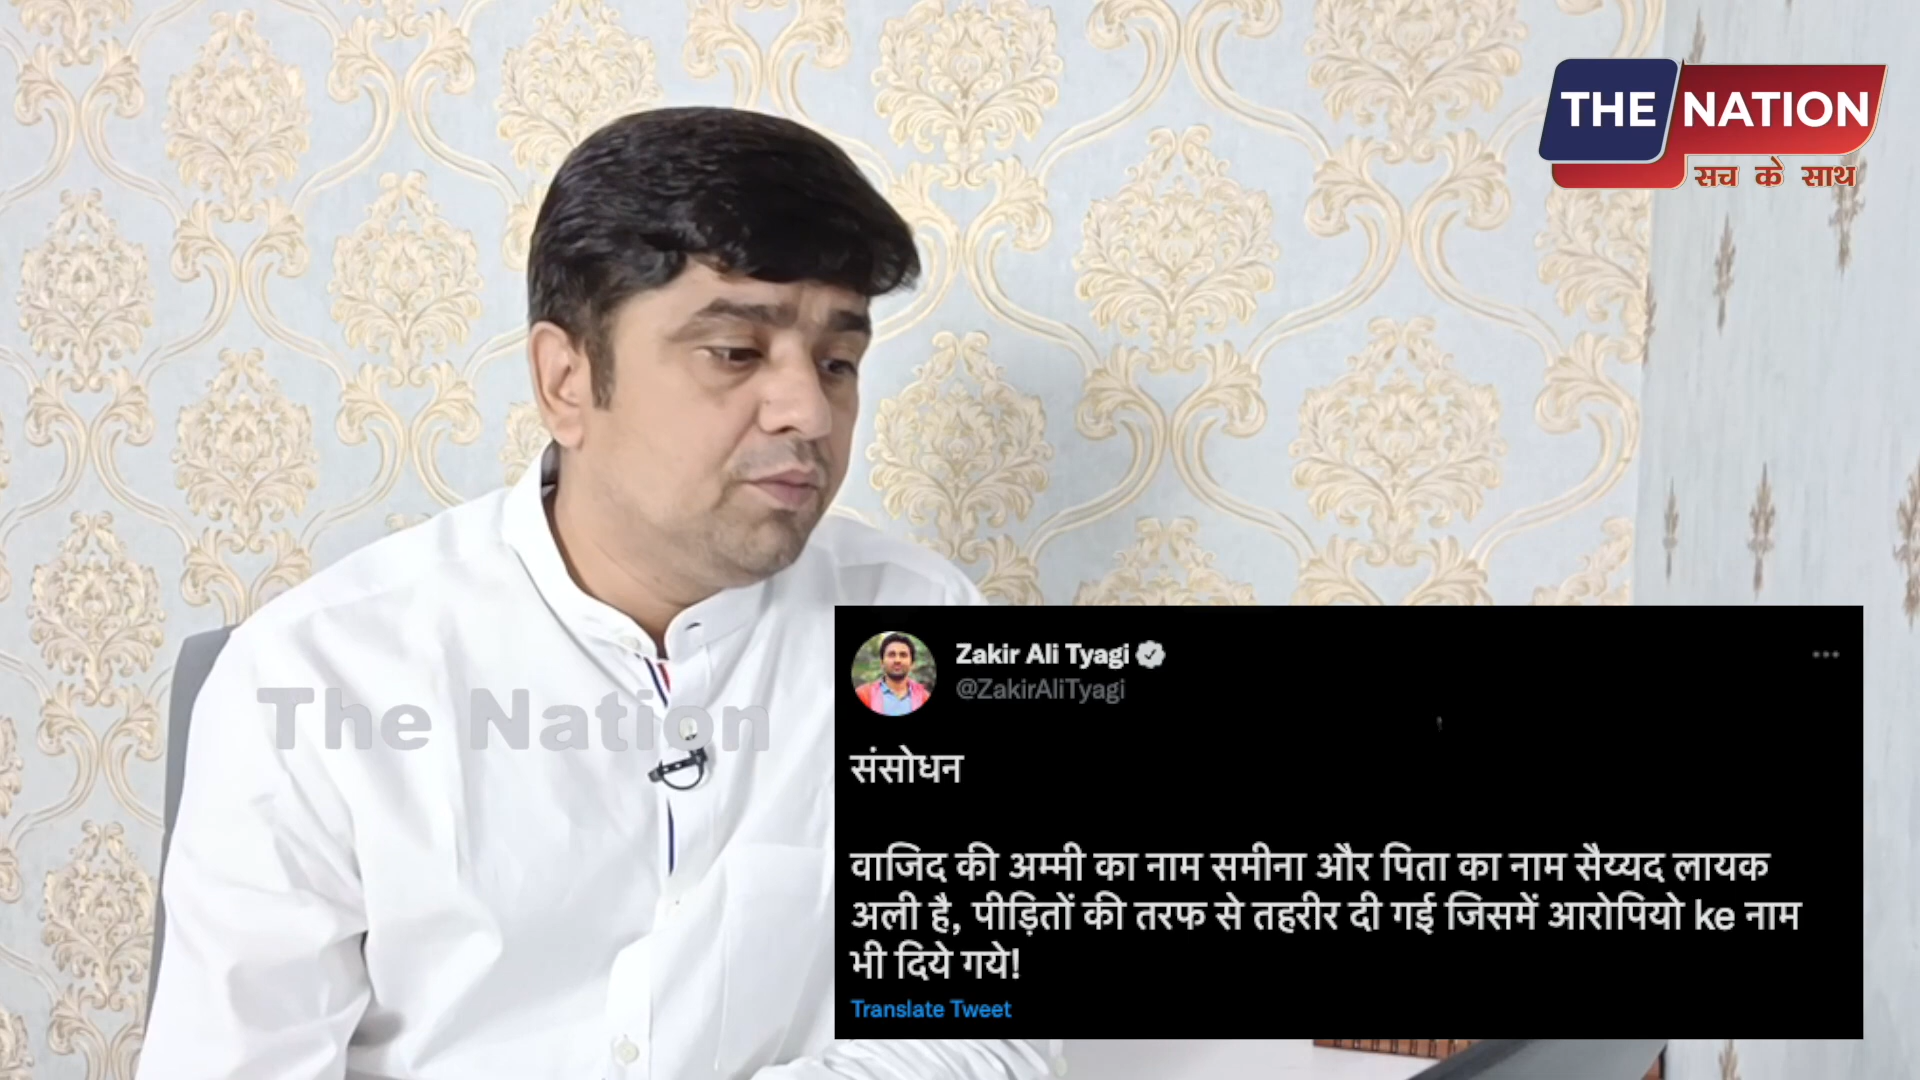 THE NATION
सच के साथ
The Nation
Zakir Ali Tyagi
@ZakirAliTyagi
संसोधन
वाजिद की अम्मी का नाम समीना और पिता का नाम सैय्यद लायक
अली है, पीड़ितों की तरफ से तहरीर दी गई जिसमें आरोपियो ke नाम
भी दिये गये!
Translate Tweet